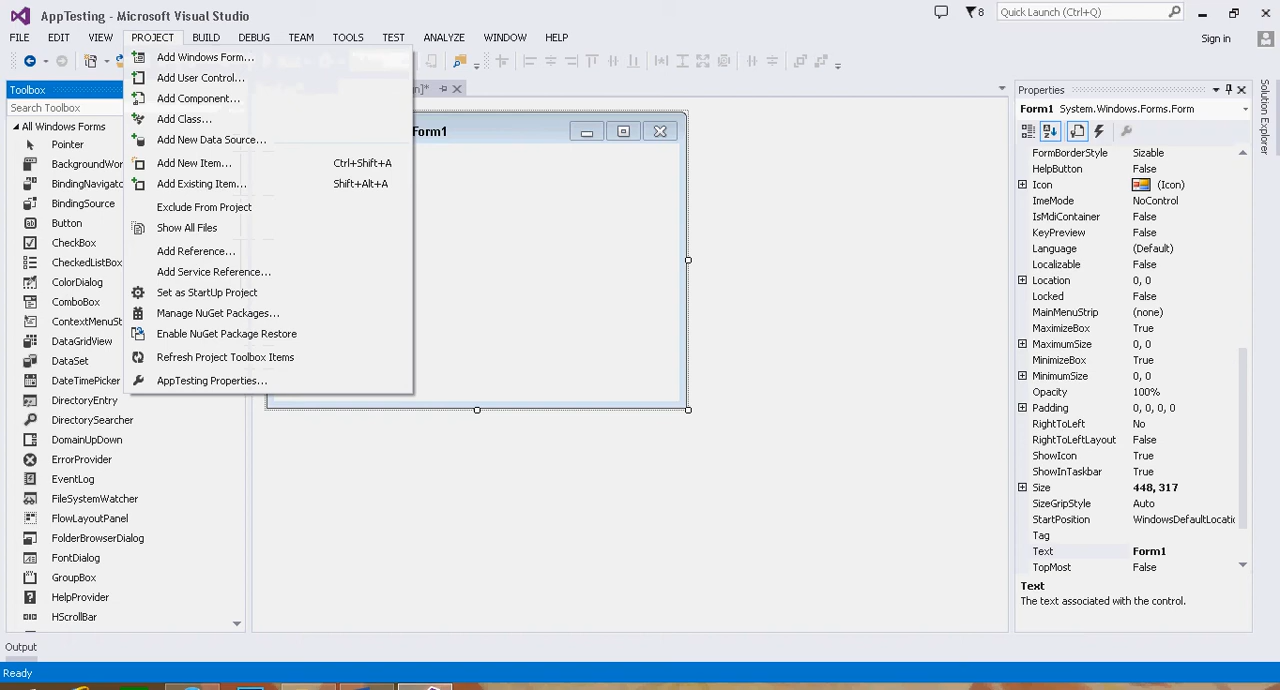 AppTesting - Microsoft Visual Studio
8
Quick Launch (Ctrl+Q)
FILE EDIT VIEW PROJECT BUILD DEBUG TEAM TOOLS TEST ANALYZE WINDOW HELP
Sign in
Toolbox
Search Toolbox
All Windows Forms
Pointer
BackgroundWor
BindingNavigato
BindingSource
Button
CheckBox
CheckedListBox
ColorDialog
ComboBox
ContextMenuSt
DataGridView
DataSet
DateTimePicker
DirectoryEntry
DirectorySearcher
DomainUpDown
ErrorProvider
EventLog
FileSystemWatcher
FlowLayoutPanel
FolderBrowserDialog
FontDialog
GroupBox
HelpProvider
HScrollBar
Add Windows Form...
Add User Control...
Add Component...
Add Class...
Add New Data Source...
Add New Item... Ctrl+Shift+A
Add Existing Item... Shift+Alt+A
Exclude From Project
Show All Files
Add Reference...
Add Service Reference...
Set as StartUp Project
Manage NuGet Packages...
Enable NuGet Package Restore
Refresh Project Toolbox Items
AppTesting Properties...
n]*
Form1
Properties
Form1 System.Windows.Forms.Form
FormBorderStyle Sizable
HelpButton False
Icon (Icon)
ImeMode NoControl
IsMdiContainer False
KeyPreview False
Language (Default)
Localizable False
Location 0, 0
Locked False
MainMenuStrip (none)
MaximizeBox True
MaximumSize 0, 0
MinimizeBox True
MinimumSize 0, 0
Opacity 100%
Padding 0, 0, 0, 0
RightToLeft No
RightToLeftLayout False
ShowIcon True
ShowInTaskbar True
Size 448, 317
SizeGripStyle Auto
StartPosition WindowsDefaultLocatic
Tag
Text Form1
TopMost False
Text
The text associated with the control.
Solution Explorer
Output
Ready